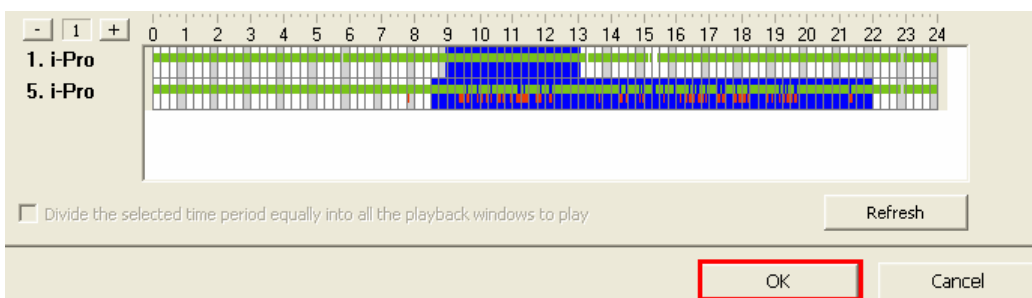 - 1 + 0 1 2 3 4 5 6 7 8 9 10 11 12 13 14 15 16 17 18 19 20 21 22 23 24
1. i-Pro
5. i-Pro
Divide the selected time period equally into all the playback windows to play Refresh
OK Cancel